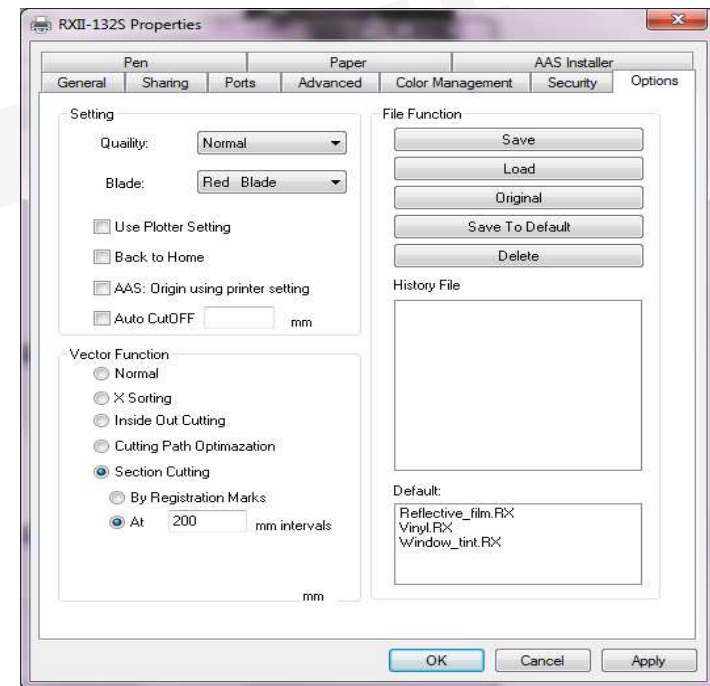 RXII-132S Properties
Pen Paper AAS Installer
General Sharing Ports Advanced Color Management Security Options
Setting
Quaility: Normal
Blade: Red Blade
Use Plotter Setting
Back to Home
AAS: Origin using printer setting
Auto CutOFF mm
Vector Function
Normal
X Sorting
Inside Out Cutting
Cutting Path Optimazation
Section Cutting
By Registration Marks
At 200 mm intervals
mm
File Function
Save
Load
Original
Save To Default
Delete
History File
Default:
Reflective_film.RX
Vinyl.RX
Window_tint.RX
OK Cancel Apply